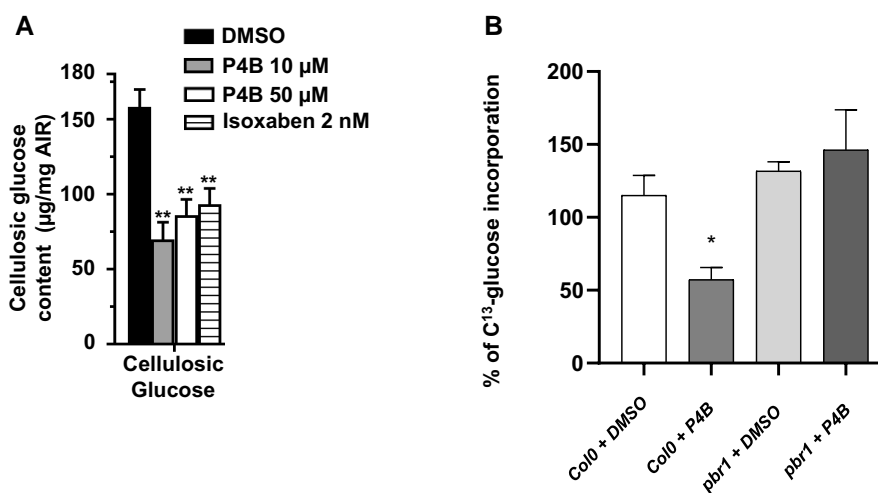 A
DMSO
P4B 10 µM
P4B 50 µM
Isoxaben 2 nM
Cellulosic glucose
content (µg/mg AIR)
180
150
100
50
0
**
**
**
Cellulosic
Glucose
B
% of C¹³-glucose incorporation
200
150
100
50
0
*
Col0 + DMSO
Col0 + P4B
pbr1 + DMSO
pbr1 + P4B